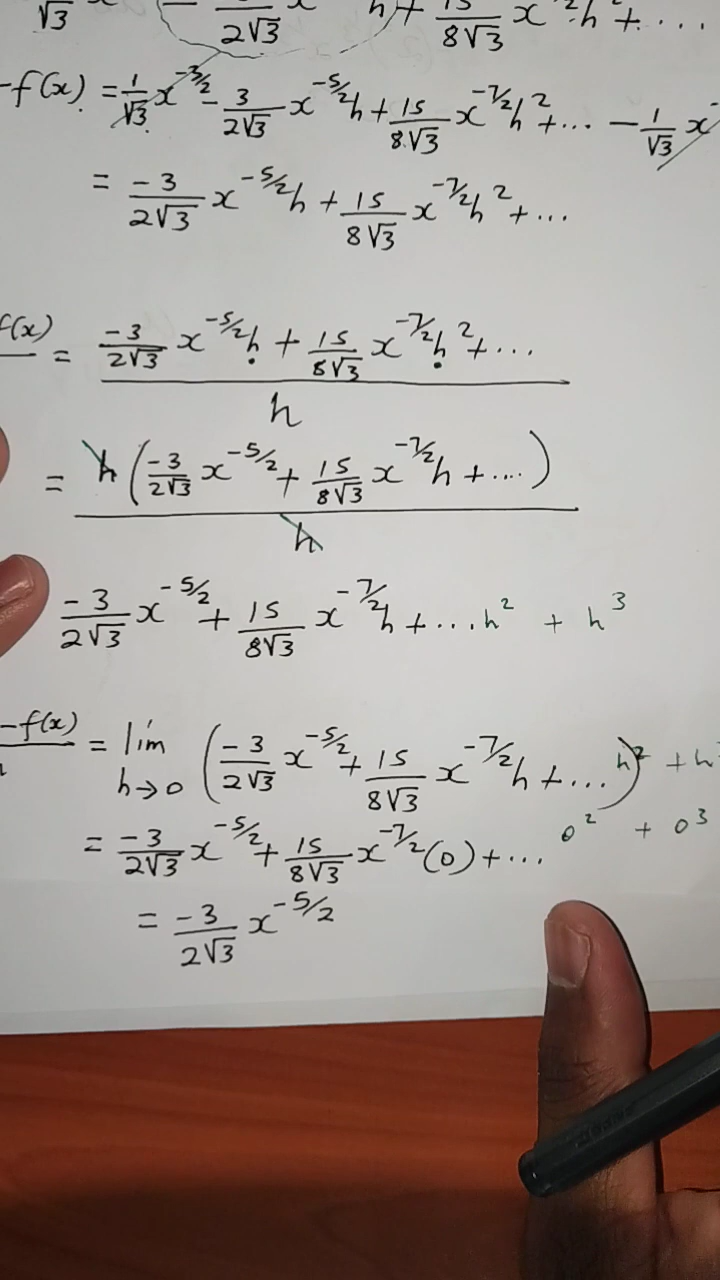 √3 2√3 h + 15/8√3 x h + ...
-f(x) = 1/√3 x^-3/2 - 3/2√3 x^-5/2 h + 15/8√3 x^-7/2 h^2 + ... - 1/√3 x^-
= -3/2√3 x^-5/2 h + 15/8√3 x^-7/2 h^2 + ...
f(x) = -3/2√3 x^-5/2 h + 15/8√3 x^-7/2 h^2 + ...
h
= h(-3/2√3 x^-5/2 + 15/8√3 x^-7/2 h + ....)
h
-3/2√3 x^-5/2 + 15/8√3 x^-7/2 h + ... h^2 + h^3
-f(x) = lim h→0 (-3/2√3 x^-5/2 + 15/8√3 x^-7/2 h + ...) h^2 + h
= -3/2√3 x^-5/2 + 15/8√3 x^-7/2 (0) + ... 0^2 + 0^3
= -3/2√3 x^-5/2